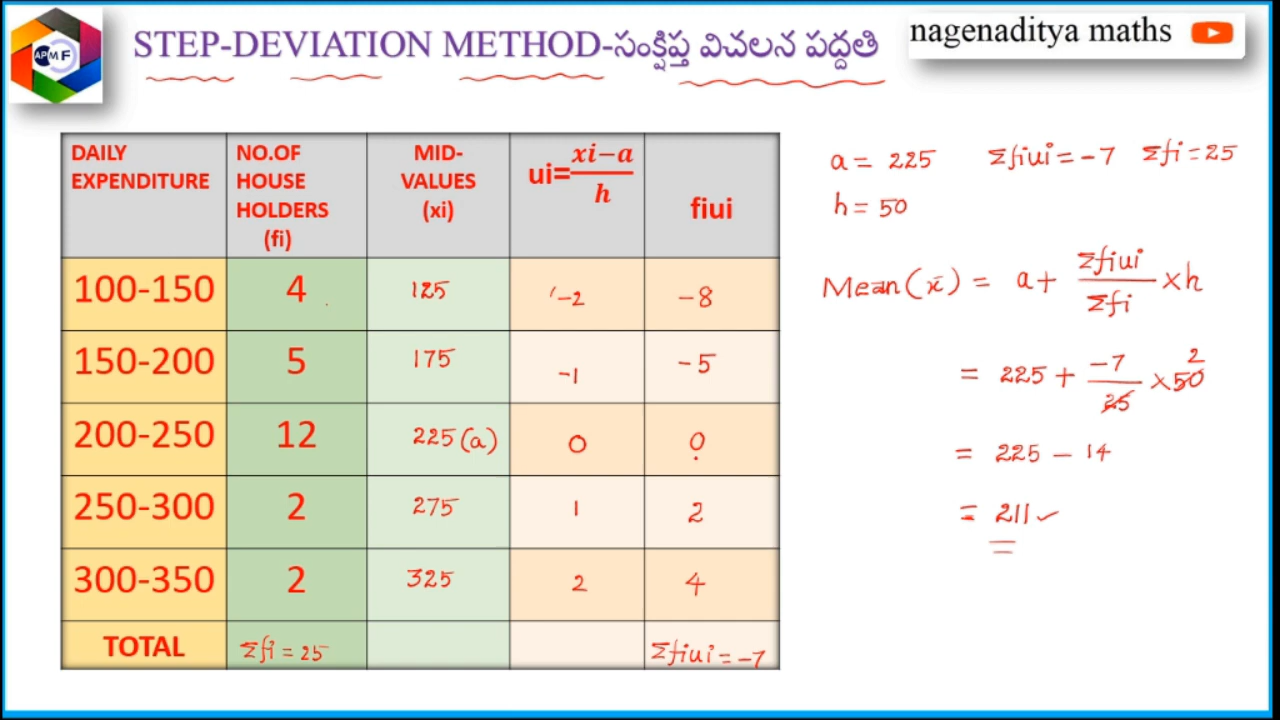 APMF
STEP-DEVIATION METHOD-సంక్షిప్త విచలన పద్ధతి
nagenaditya maths
DAILY EXPENDITURE
NO.OF HOUSE HOLDERS (fi)
MID-VALUES (xi)
ui=xi−a/h
fiui
100-150 4 125 -2 -8
150-200 5 175 -1 -5
200-250 12 225(a) 0 0
250-300 2 275 1 2
300-350 2 325 2 4
TOTAL Σfi = 25 Σfiui = -7
a = 225 Σfiui = -7 Σfi = 25
h = 50
Mean(x̄) = a + Σfiui/Σfi × h
= 225 + -7/25 × 50 2
= 225 - 14
= 211 ✓